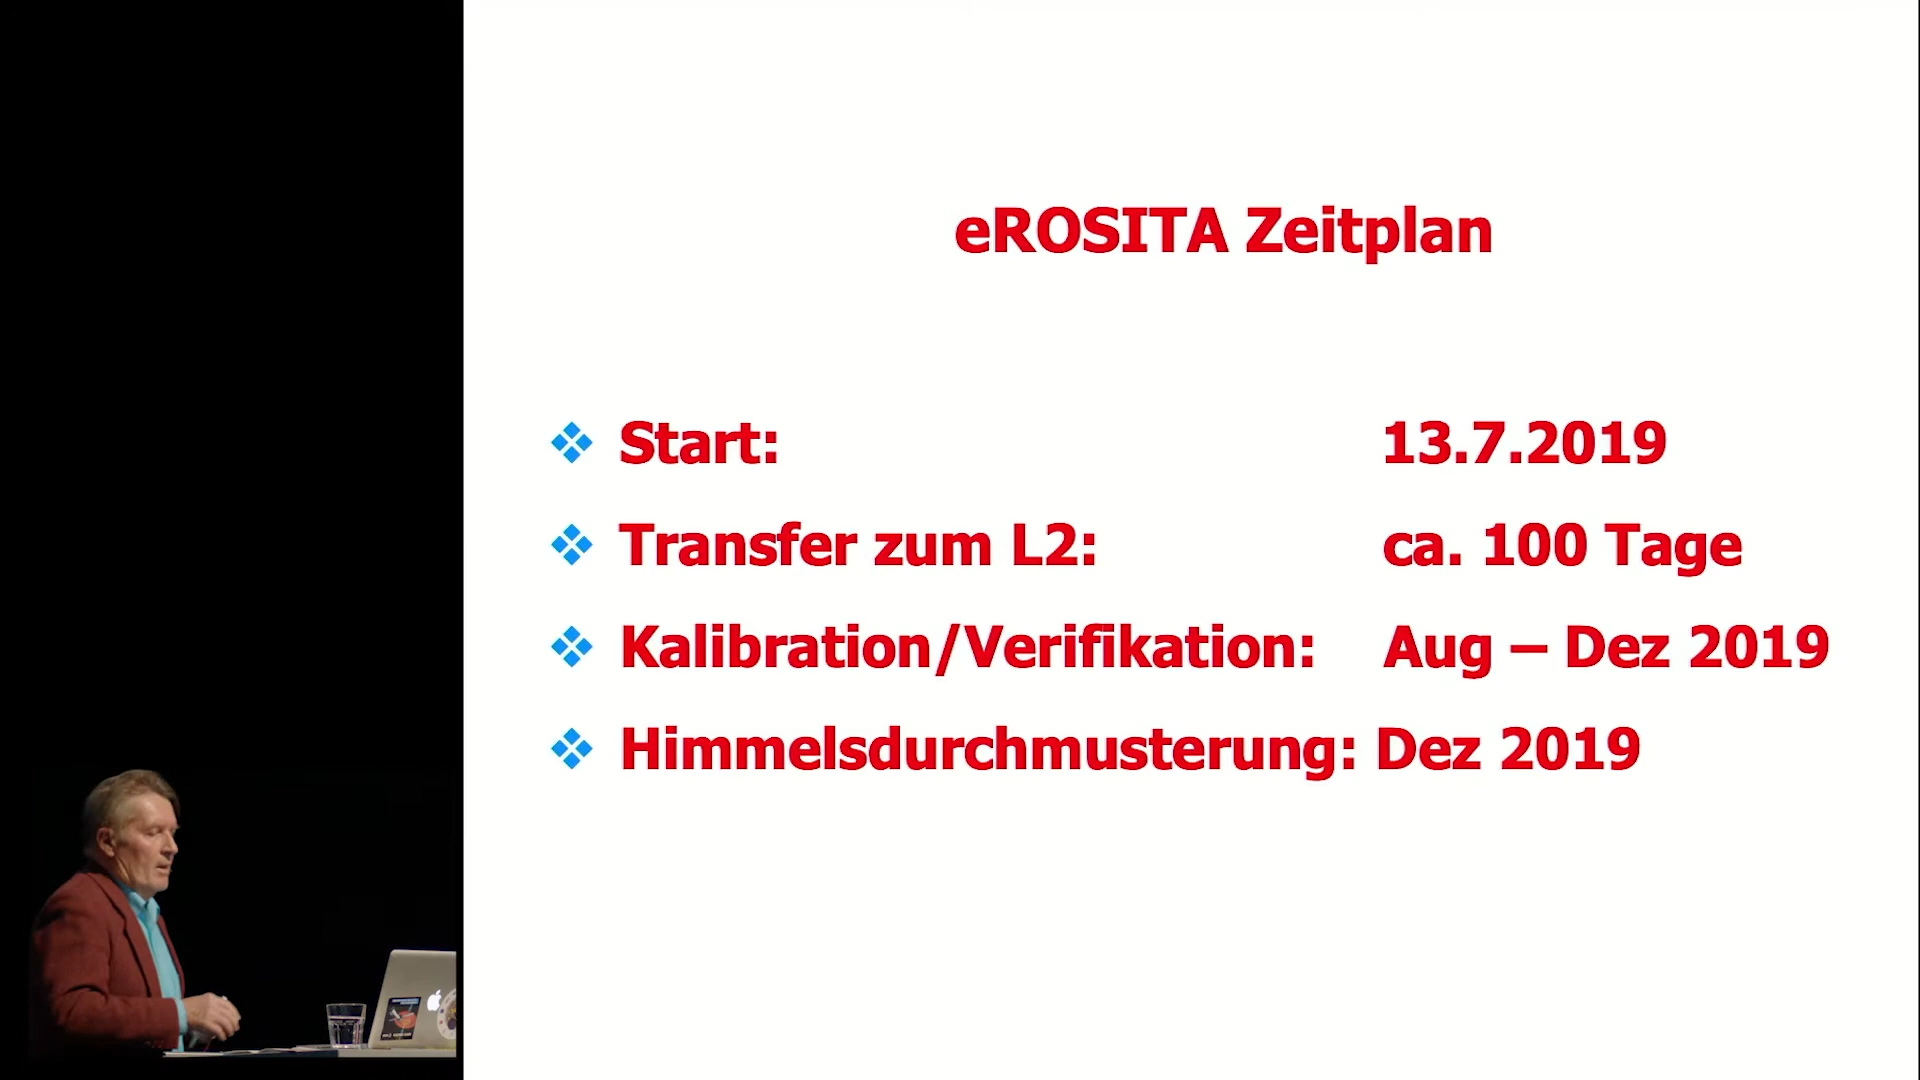 eROSITA Zeitplan
❖ Start: 13.7.2019
❖ Transfer zum L2: ca. 100 Tage
❖ Kalibration/Verifikation: Aug – Dez 2019
❖ Himmelsdurchmusterung: Dez 2019